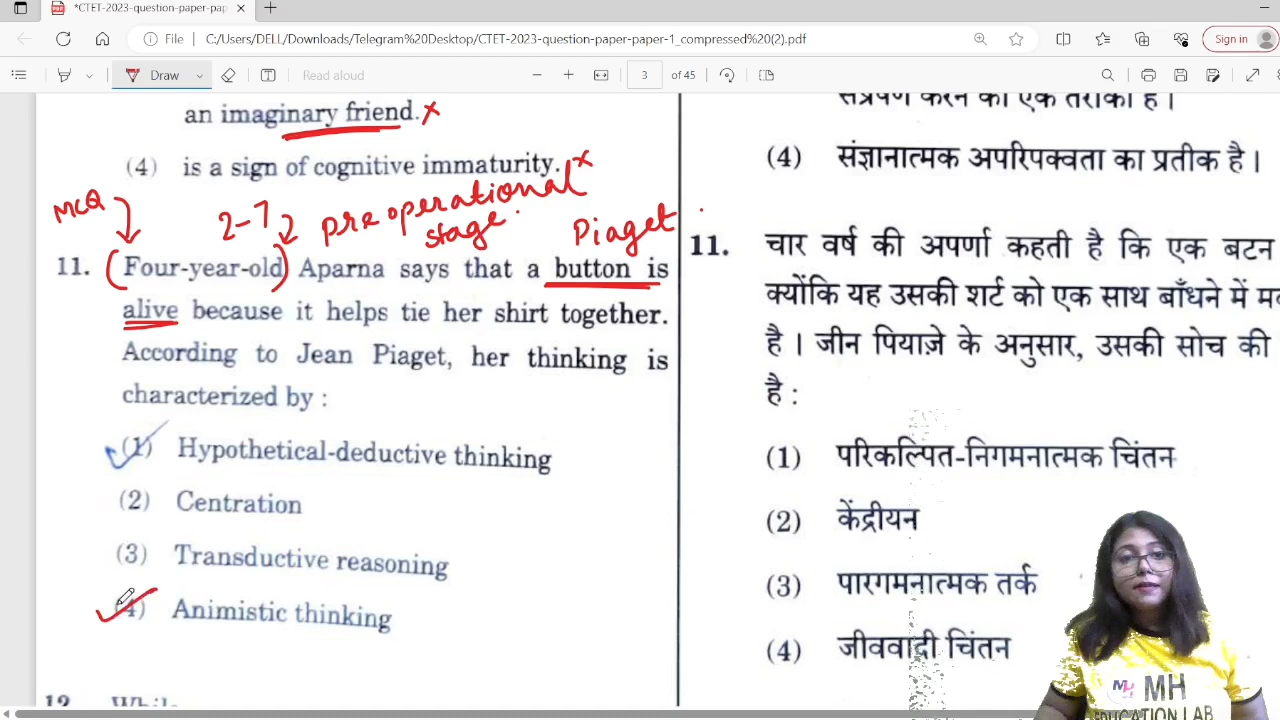 *CTET-2023-question-paper-pap
File
C:/Users/DELL/Downloads/Telegram%20Desktop/CTET-2023-question-paper-paper-1_compressed%20(2).pdf
Sign in
Draw
Read aloud
3 of 45
an imaginary friend. x
(4) is a sign of cognitive immaturity. x
MCQ
2-7
preoperational
stage
Piaget
11. (Four-year-old) Aparna says that a button is
alive because it helps tie her shirt together.
According to Jean Piaget, her thinking is
characterized by :
(1) Hypothetical-deductive thinking
(2) Centration
(3) Transductive reasoning
(4) Animistic thinking
(4) संज्ञानात्मक अपरिपक्वता का प्रतीक है।
11. चार वर्ष की अपर्णा कहती है कि एक बटन
क्योंकि यह उसकी शर्ट को एक साथ बाँधने में
है। जीन पियाज़े के अनुसार, उसकी सोच की
है :
(1) परिकल्पित-निगमनात्मक चिंतन
(2) केंद्रीयन
(3) पारगमनात्मक तर्क
(4) जीववादी चिंतन
MH
EDUCATION LAB